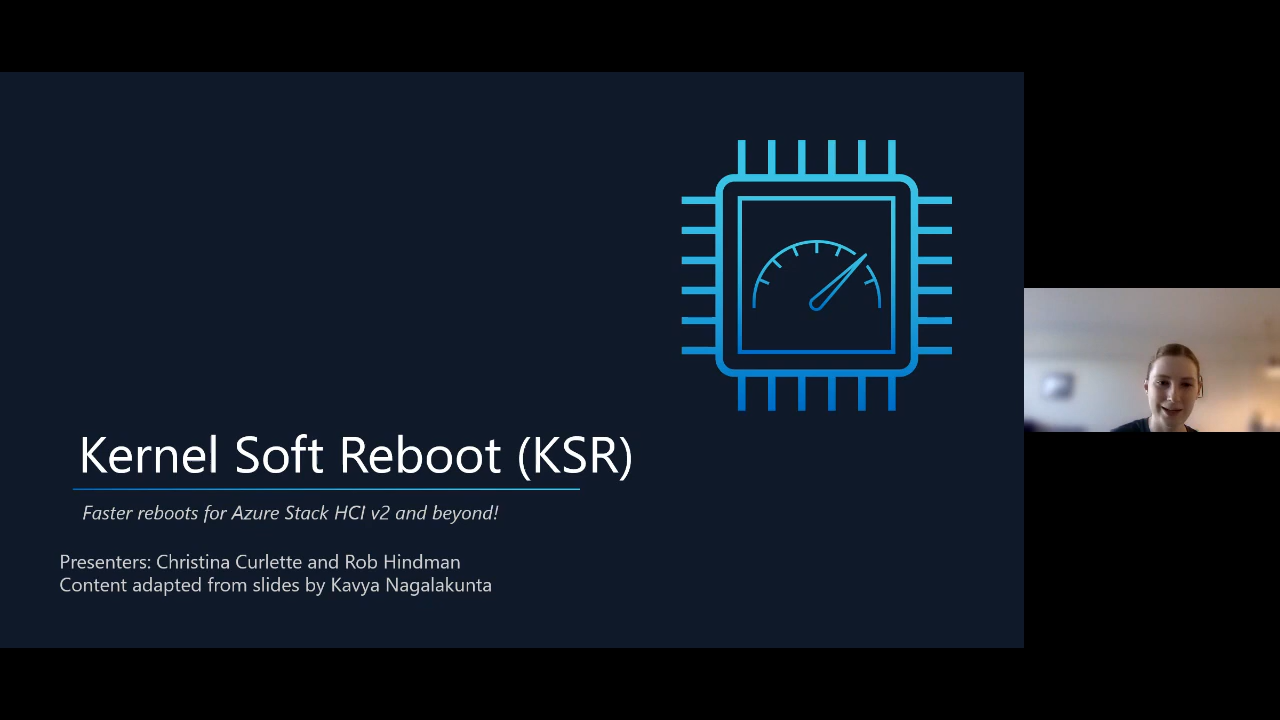 Kernel Soft Reboot (KSR)
Faster reboots for Azure Stack HCI v2 and beyond!
Presenters: Christina Curlette and Rob Hindman
Content adapted from slides by Kavya Nagalakunta